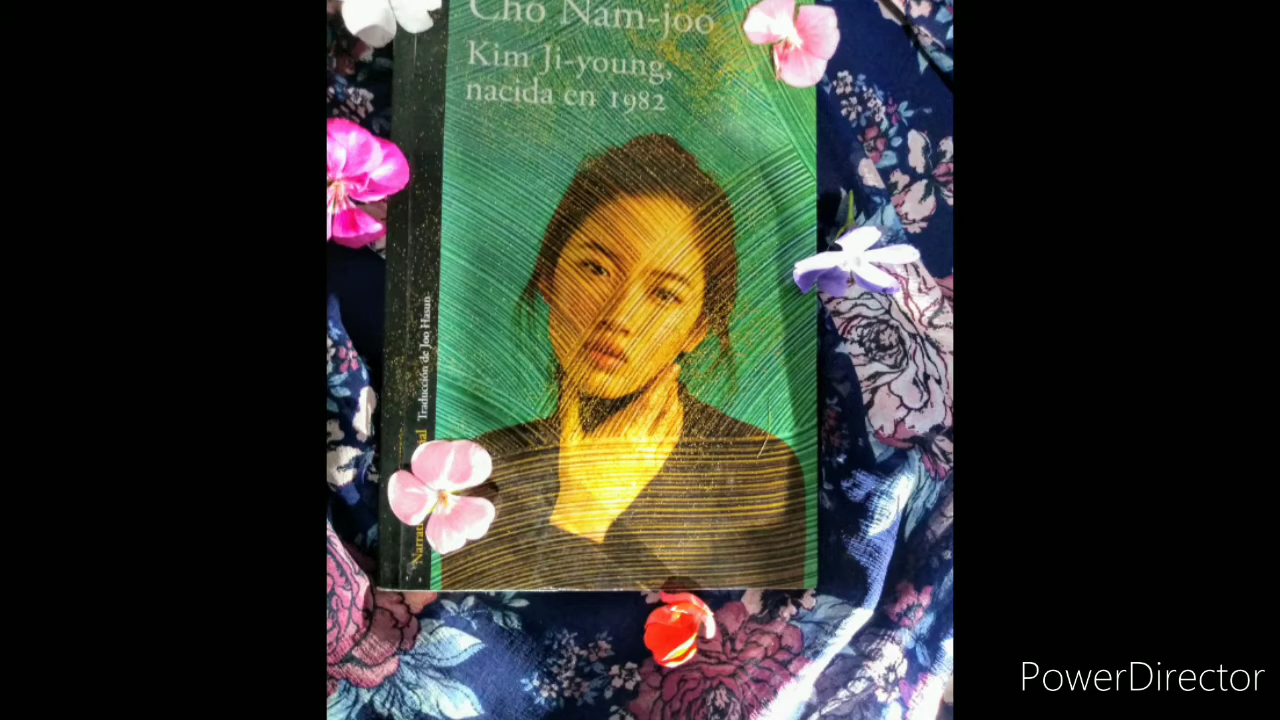 Cho Nam-joo
Kim Ji-young,
nacida en 1982
Traducción de Joo Hasun
PowerDirector